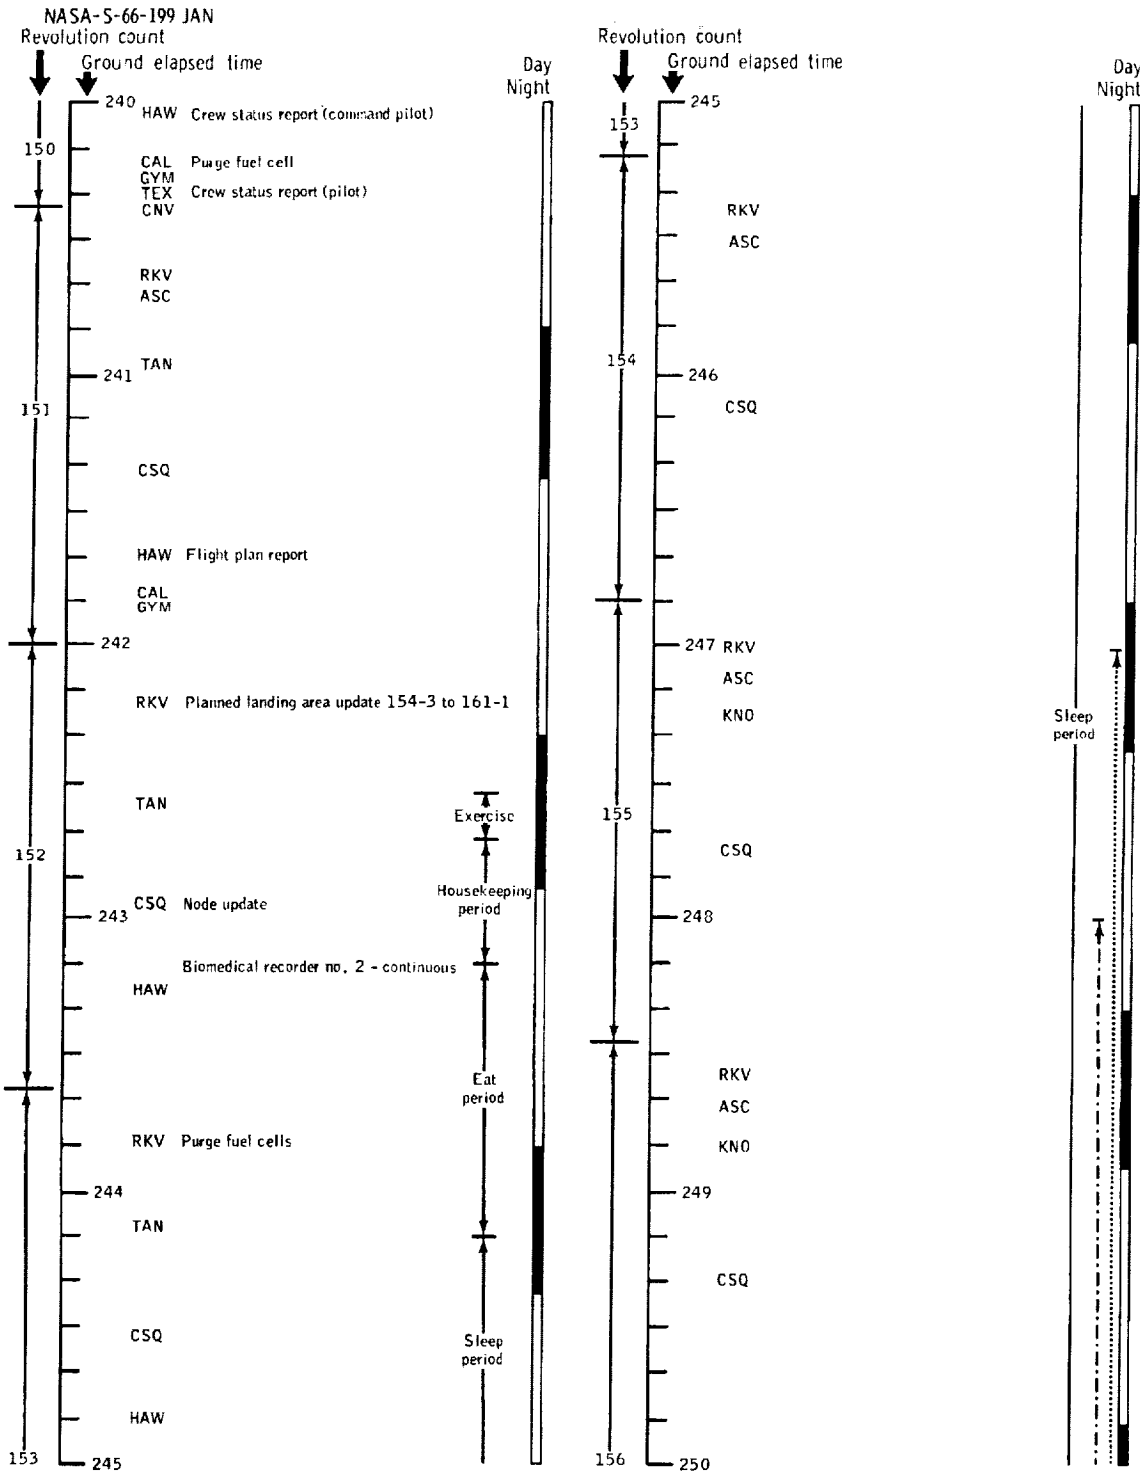 NASA-S-66-199 JAN
Revolution count
Ground elapsed time
Day
Night
240
HAW Crew status report (command pilot)
150
CAL Purge fuel cell
GYM
TEX Crew status report (pilot)
CNV
RKV
ASC
TAN
241
151
CSQ
HAW Flight plan report
CAL
GYM
242
RKV Planned landing area update 154-3 to 161-1
TAN
Exercise
152
Housekeeping
period
CSQ Node update
243
Biomedical recorder no. 2 - continuous
HAW
Eat
period
RKV Purge fuel cells
244
TAN
CSQ
Sleep
period
HAW
153
245
Revolution count
Ground elapsed time
Day
Night
245
153
RKV
ASC
154
246
CSQ
247 RKV
ASC
KNO
Sleep
period
155
CSQ
248
RKV
ASC
KNO
249
CSQ
156
250